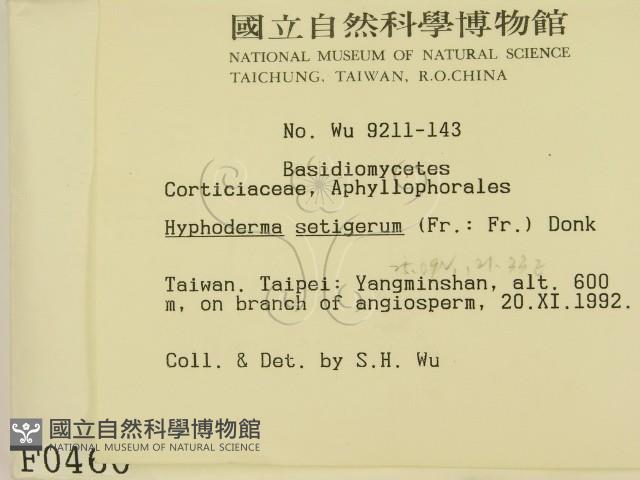 國立自然科學博物館
NATIONAL MUSEUM OF NATURAL SCIENCE
TAICHUNG, TAIWAN, R.O.CHINA
No. Wu 9211-143
Basidiomycetes
Corticiaceae, Aphyllophorales
Hyphoderma setigerum (Fr.: Fr.) Donk
Taiwan. Taipei: Yangminshan, alt. 600
m, on branch of angiosperm, 20.XI.1992.
Coll. & Det. by S.H. Wu
國立自然科學博物館
NATIONAL MUSEUM OF NATURAL SCIENCE